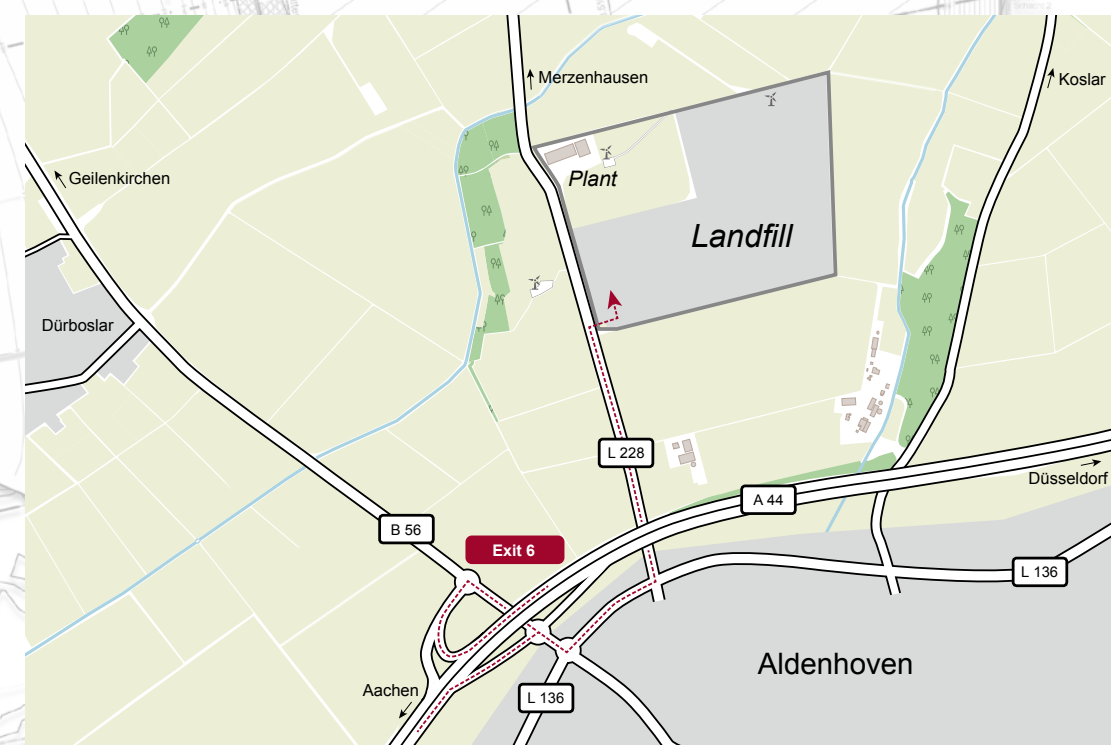 Merzenhausen
Koslar
Geilenkirchen
Plant
Landfill
Dürboslar
L 228
Düsseldorf
A 44
B 56
Exit 6
L 136
Aldenhoven
Aachen
L 136